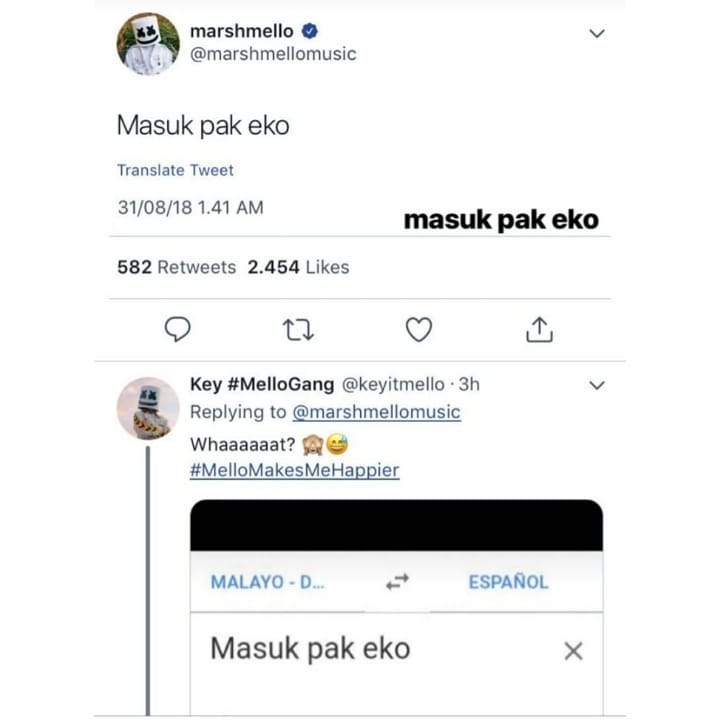 marshmello
@marshmellomusic
Masuk pak eko
Translate Tweet
31/08/18 1.41 AM
masuk pak eko
582 Retweets 2.454 Likes
Key #MelloGang @keyitmello · 3h
Replying to @marshmellomusic
Whaaaaaat? 🙈😅
#MelloMakesMeHappier
MALAYO - D... ESPAÑOL
Masuk pak eko